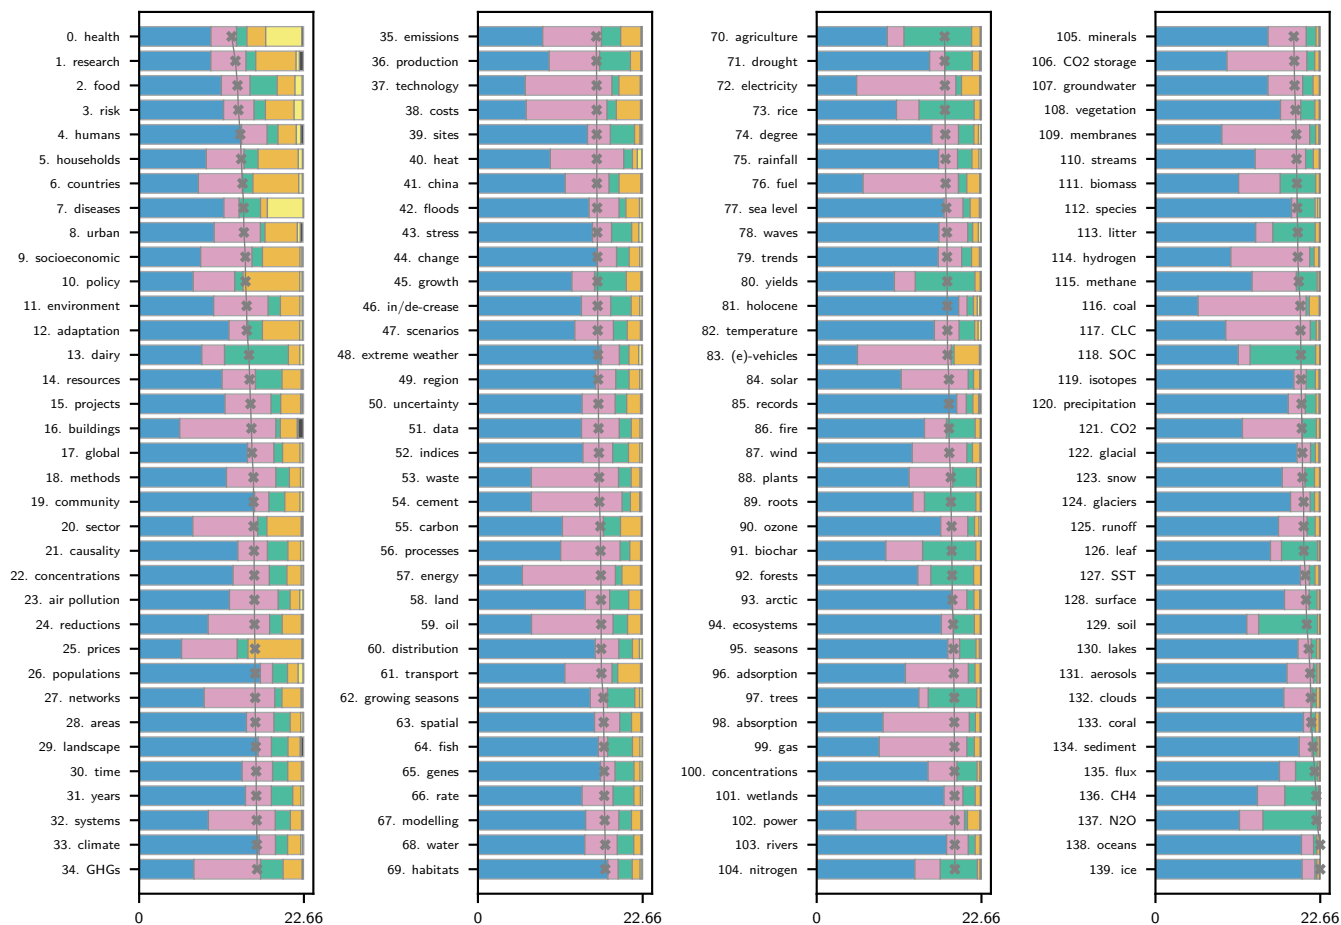 0. health
1. research
2. food
3. risk
4. humans
5. households
6. countries
7. diseases
8. urban
9. socioeconomic
10. policy
11. environment
12. adaptation
13. dairy
14. resources
15. projects
16. buildings
17. global
18. methods
19. community
20. sector
21. causality
22. concentrations
23. air pollution
24. reductions
25. prices
26. populations
27. networks
28. areas
29. landscape
30. time
31. years
32. systems
33. climate
34. GHGs
0 22.66
35. emissions
36. production
37. technology
38. costs
39. sites
40. heat
41. china
42. floods
43. stress
44. change
45. growth
46. in/de-crease
47. scenarios
48. extreme weather
49. region
50. uncertainty
51. data
52. indices
53. waste
54. cement
55. carbon
56. processes
57. energy
58. land
59. oil
60. distribution
61. transport
62. growing seasons
63. spatial
64. fish
65. genes
66. rate
67. modelling
68. water
69. habitats
0 22.66
70. agriculture
71. drought
72. electricity
73. rice
74. degree
75. rainfall
76. fuel
77. sea level
78. waves
79. trends
80. yields
81. holocene
82. temperature
83. (e)-vehicles
84. solar
85. records
86. fire
87. wind
88. plants
89. roots
90. ozone
91. biochar
92. forests
93. arctic
94. ecosystems
95. seasons
96. adsorption
97. trees
98. absorption
99. gas
100. concentrations
101. wetlands
102. power
103. rivers
104. nitrogen
0 22.66
105. minerals
106. CO2 storage
107. groundwater
108. vegetation
109. membranes
110. streams
111. biomass
112. species
113. litter
114. hydrogen
115. methane
116. coal
117. CLC
118. SOC
119. isotopes
120. precipitation
121. CO2
122. glacial
123. snow
124. glaciers
125. runoff
126. leaf
127. SST
128. surface
129. soil
130. lakes
131. aerosols
132. clouds
133. coral
134. sediment
135. flux
136. CH4
137. N2O
138. oceans
139. ice
0 22.66